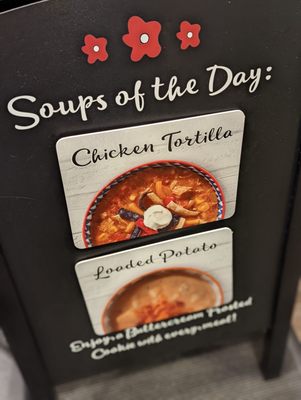 Soups of the Day:
Chicken Tortilla
Loaded Potato
Enjoy a Buttercream Frosted
Cookie with every meal!